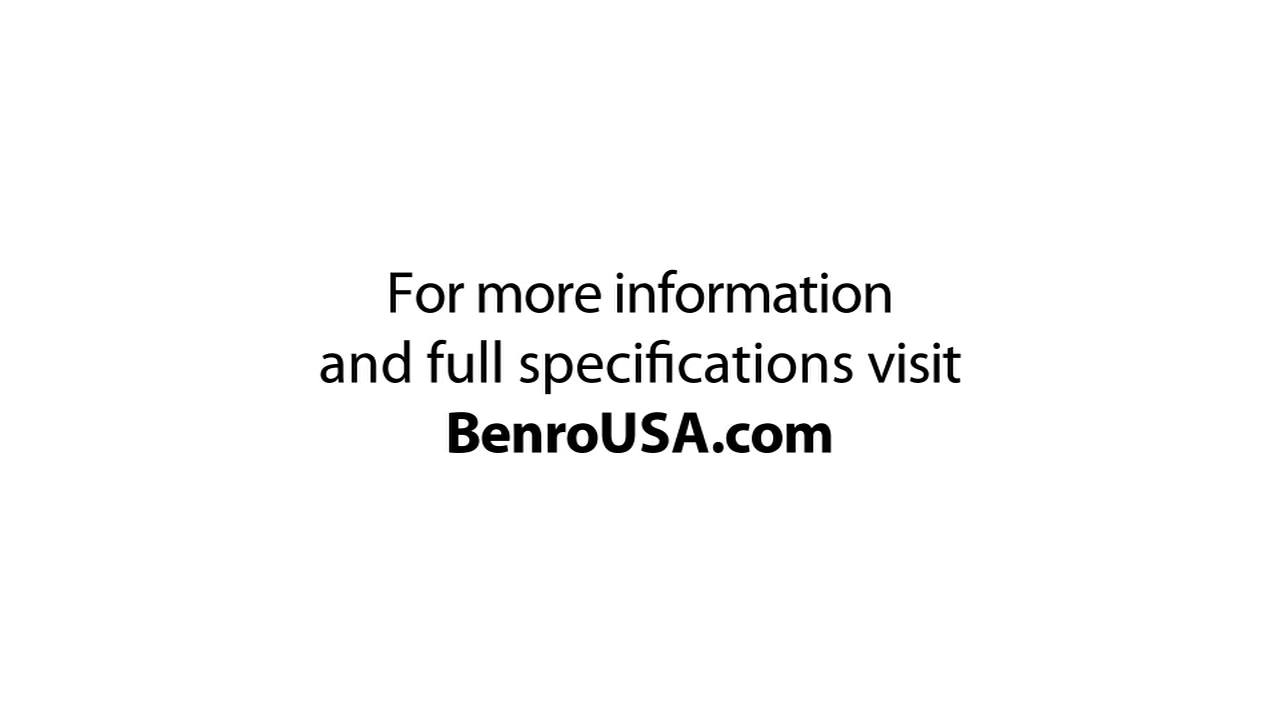 For more information
and full specifications visit
BenroUSA.com